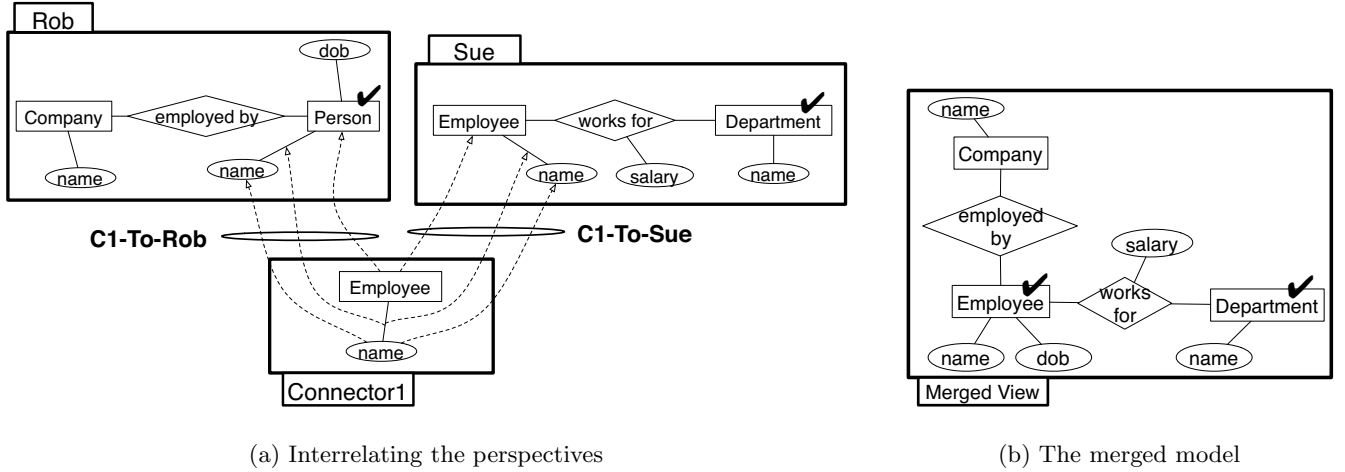 Rob
dob
Company
employed by
Person
name
name
Sue
Employee
works for
Department
name
salary
name
C1-To-Rob
C1-To-Sue
Employee
name
Connector1
(a) Interrelating the perspectives
name
Company
employed
by
salary
Employee
works
for
Department
name
dob
name
Merged View
(b) The merged model